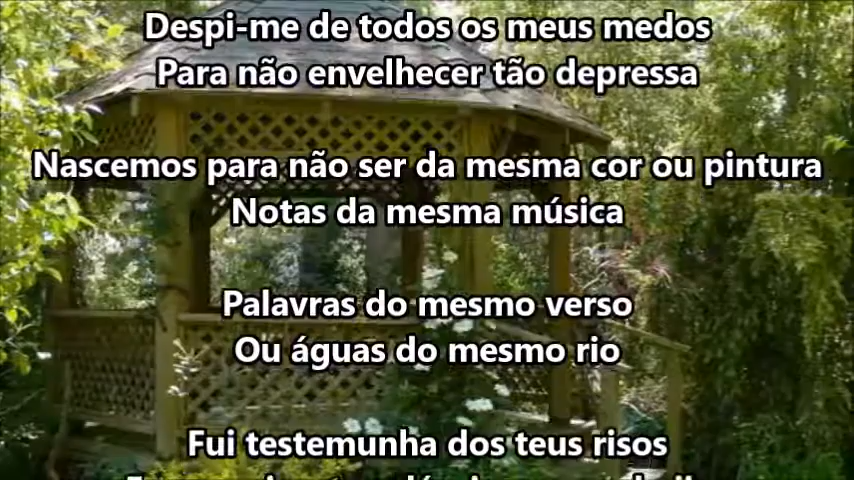 Despi-me de todos os meus medos
Para não envelhecer tão depressa
Nascemos para não ser da mesma cor ou pintura
Notas da mesma música
Palavras do mesmo verso
Ou águas do mesmo rio
Fui testemunha dos teus risos